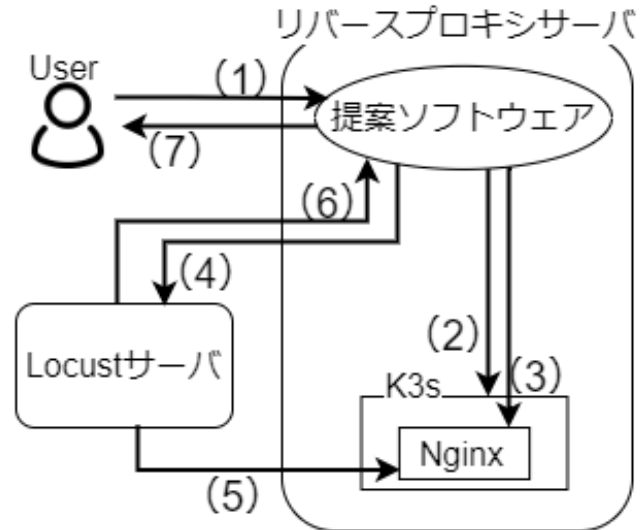 リバースプロキシサーバ
User
(1)
提案ソフトウェア
(7)
(6)
(4)
Locustサーバ
(2)
(3)
K3s
Nginx
(5)